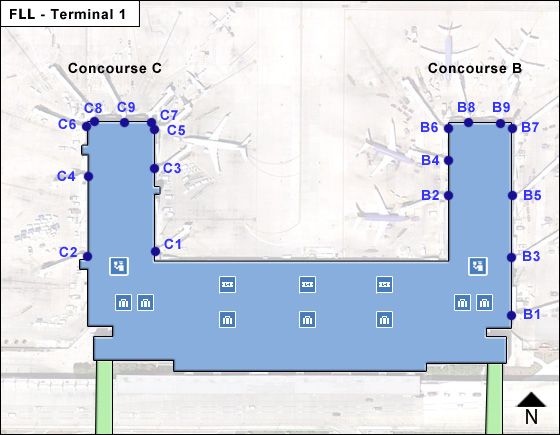 FLL - Terminal 1
Concourse C
Concourse B
C8
C9
C7
C6
C5
B8
B9
B6
B7
B4
C3
C4
B2
B5
C1
C2
B3
B1
N